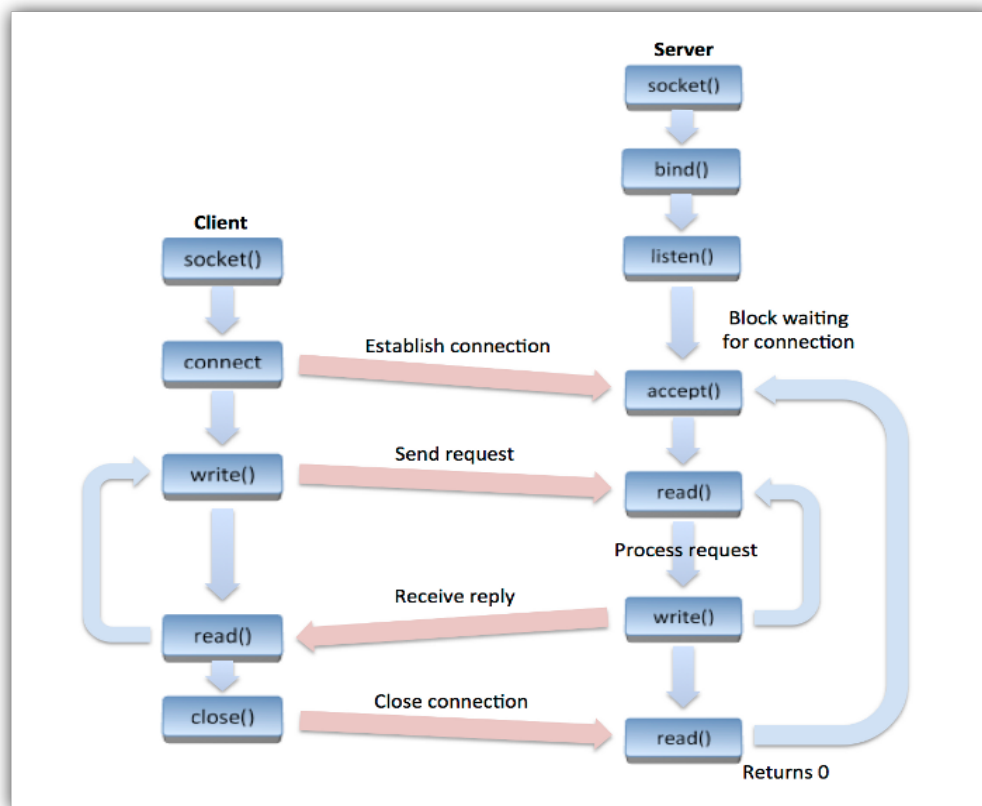 Server
socket()
bind()
Client
socket()
listen()
Block waiting
for connection
Establish connection
connect
accept()
Send request
write()
read()
Process request
Receive reply
write()
read()
Close connection
close()
read()
Returns 0